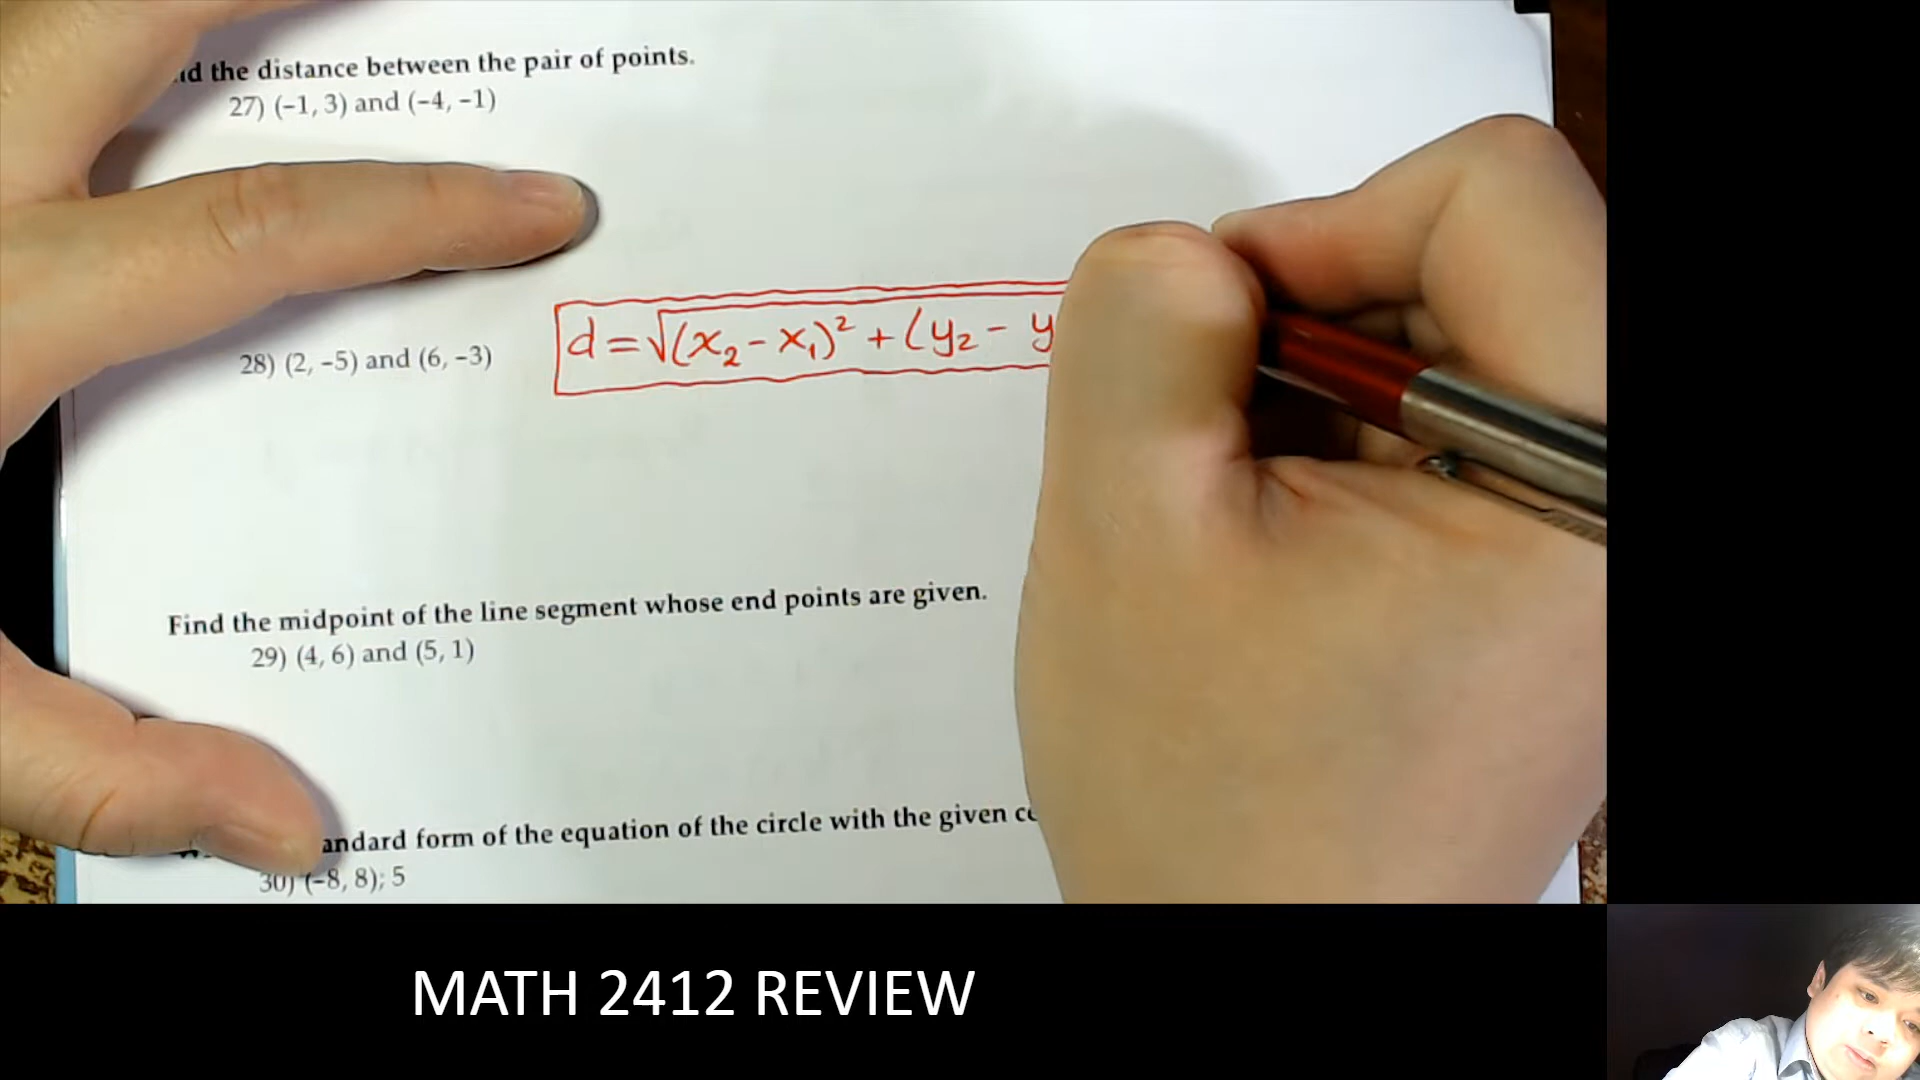 the distance between the pair of points.
27) (−1, 3) and (−4, −1)
28) (2, −5) and (6, −3)
d = √(x₂ − x₁)² + (y₂ − y
Find the midpoint of the line segment whose end points are given.
29) (4, 6) and (5, 1)
form of the equation of the circle with the given
30) (−8, 8); 5
MATH 2412 REVIEW